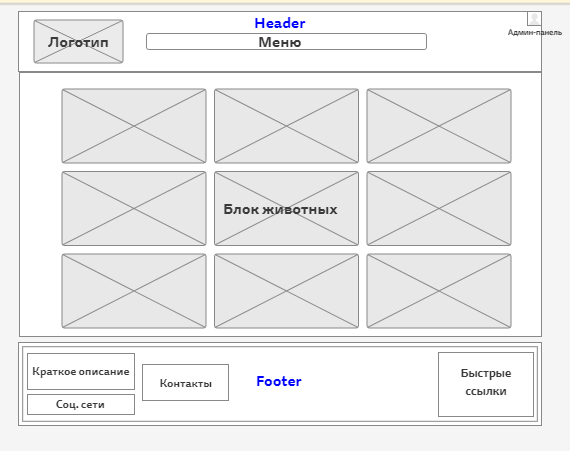 Header
Админ-панель
Логотип
Меню
Блок животных
Краткое описание
Соц. сети
Контакты
Footer
Быстрые
ссылки